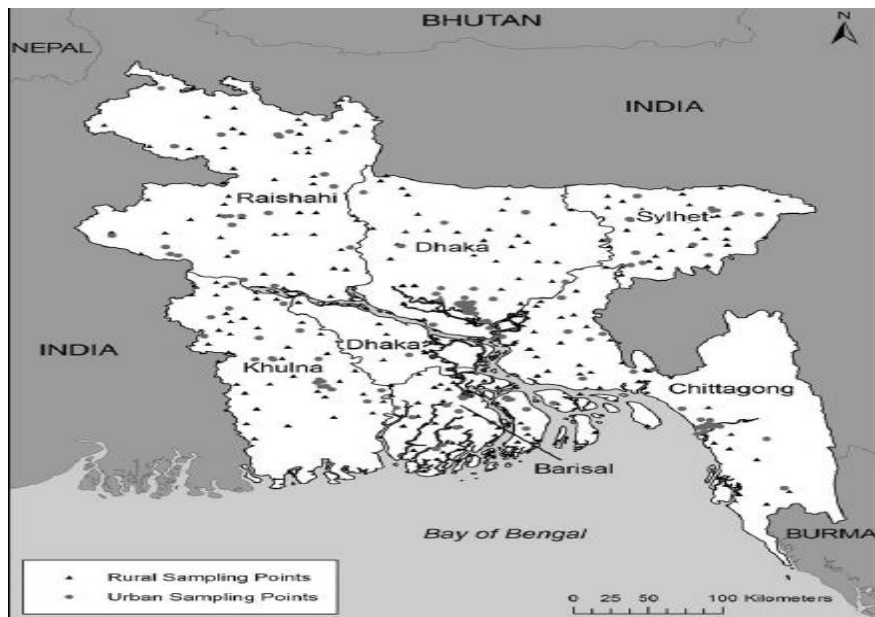 BHUTAN
N
NEPAL
INDIA
Raishahi
Sylhet
Dhaka
INDIA
Dhaka
Khulna
Chittagong
Barisal
Bay of Bengal
BURMA
Rural Sampling Points
Urban Sampling Points
0 25 50 100 Kilometers